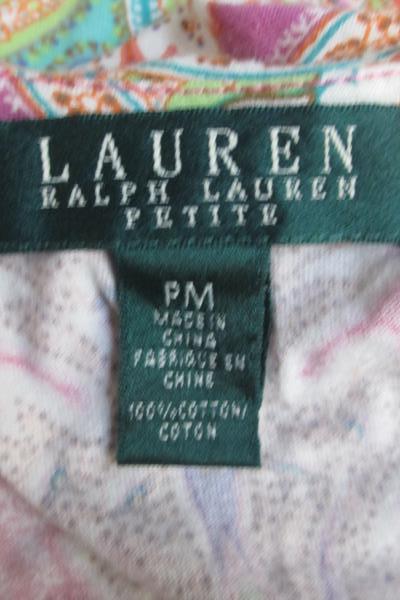 LAUREN
RALPH LAUREN
PETITE
PM
MADE IN
CHINA
FABRIQUE EN
CHINE
100% COTTON/
COTON